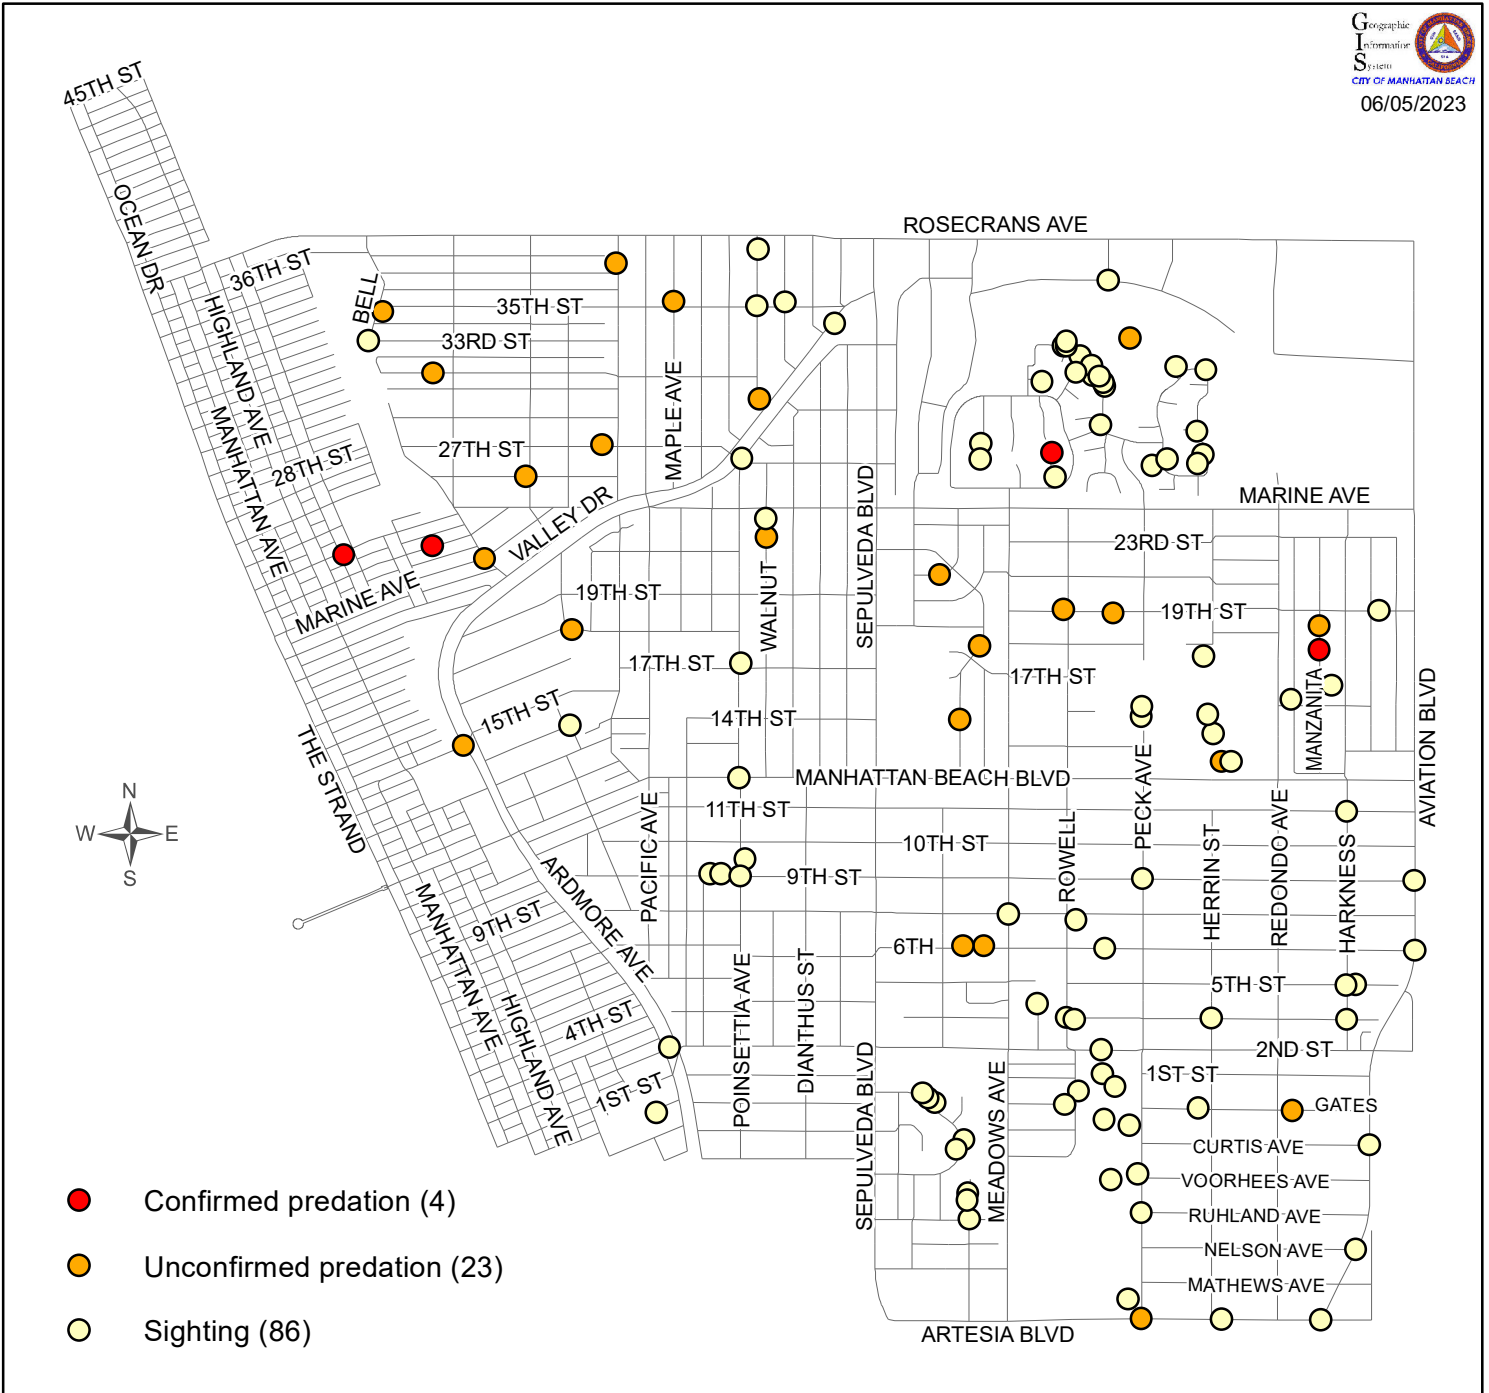 Geographic
Information
System
CITY OF MANHATTAN BEACH
06/05/2023
45TH ST
OCEAN DR
ROSECRANS AVE
36TH ST
HIGHLAND AVE
BELL
35TH ST
33RD ST
MAPLE AVE
MANHATTAN AVE
27TH ST
28TH ST
SEPULVEDA BLVD
MARINE AVE
VALLEY DR
23RD ST
WALNUT
MARINE AVE
19TH ST
19TH ST
17TH ST
17TH ST
MANZANITA
AVIATION BLVD
15TH ST
14TH ST
THE STRAND
PECK AVE
MANHATTAN BEACH BLVD
N
W
E
S
PACIFIC AVE
11TH ST
10TH ST
ROWELL
HERRIN ST
REDONDO AVE
HARKNESS
ARDMORE AVE
9TH ST
MANHATTAN AVE
9TH ST
6TH
POINSETTIA AVE
DIANTHUS ST
5TH ST
HIGHLAND AVE
4TH ST
2ND ST
SEPULVEDA BLVD
MEADOWS AVE
1ST ST
1ST ST
GATES
CURTIS AVE
VOORHEES AVE
RUHLAND AVE
NELSON AVE
MATHEWS AVE
ARTESIA BLVD
Confirmed predation (4)
Unconfirmed predation (23)
Sighting (86)